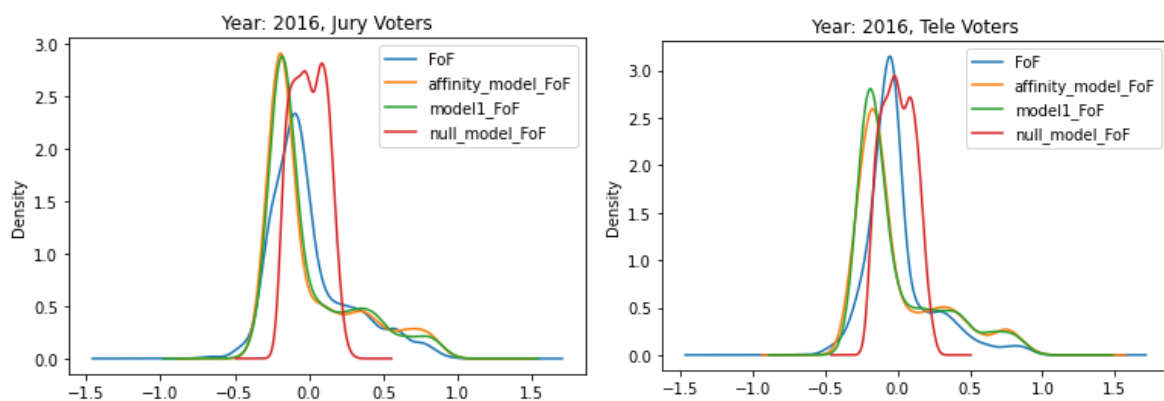 Year: 2016, Jury Voters
FoF
affinity_model_FoF
model1_FoF
null_model_FoF
Density
3.0
2.5
2.0
1.5
1.0
0.5
0.0
−1.5 −1.0 −0.5 0.0 0.5 1.0 1.5
Year: 2016, Tele Voters
FoF
affinity_model_FoF
model1_FoF
null_model_FoF
Density
3.0
2.5
2.0
1.5
1.0
0.5
0.0
−1.5 −1.0 −0.5 0.0 0.5 1.0 1.5